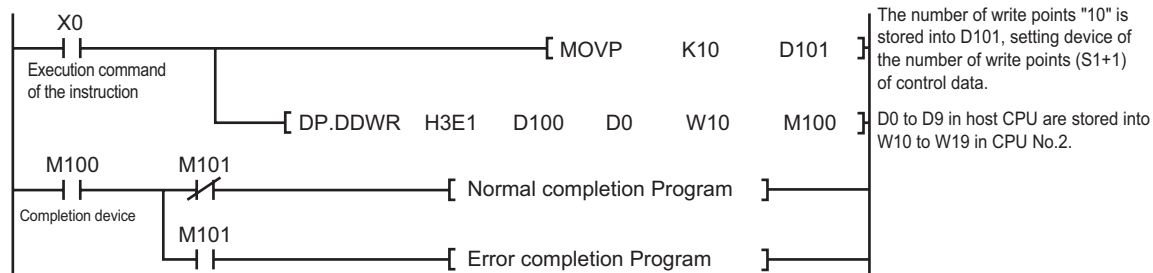 X0
MOVP K10 D101
Execution command
of the instruction
The number of write points "10" is
stored into D101, setting device of
the number of write points (S1+1)
of control data.
DP.DDWR H3E1 D100 D0 W10 M100
D0 to D9 in host CPU are stored into
W10 to W19 in CPU No.2.
M100 M101
Normal completion Program
Completion device
M101
Error completion Program